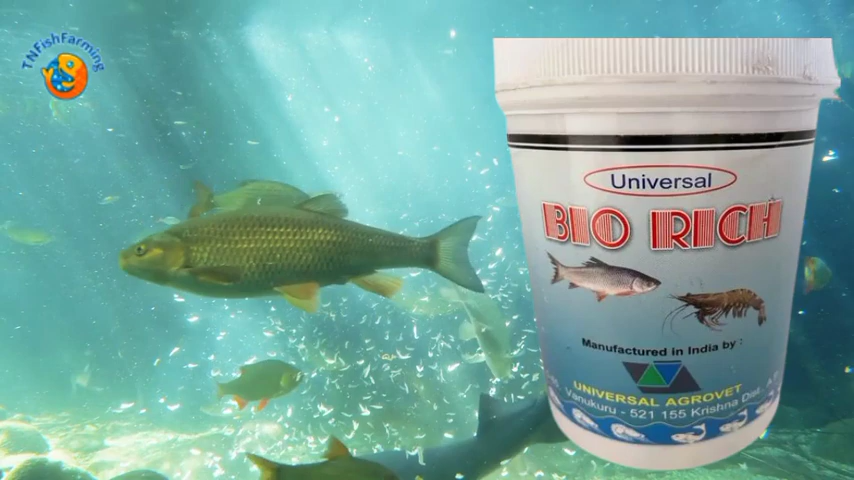 TNFishFarming
Universal
BIO RICH
Manufactured in India by :
UNIVERSAL AGROVET
Vanukuru - 521 155 Krishna Dist.